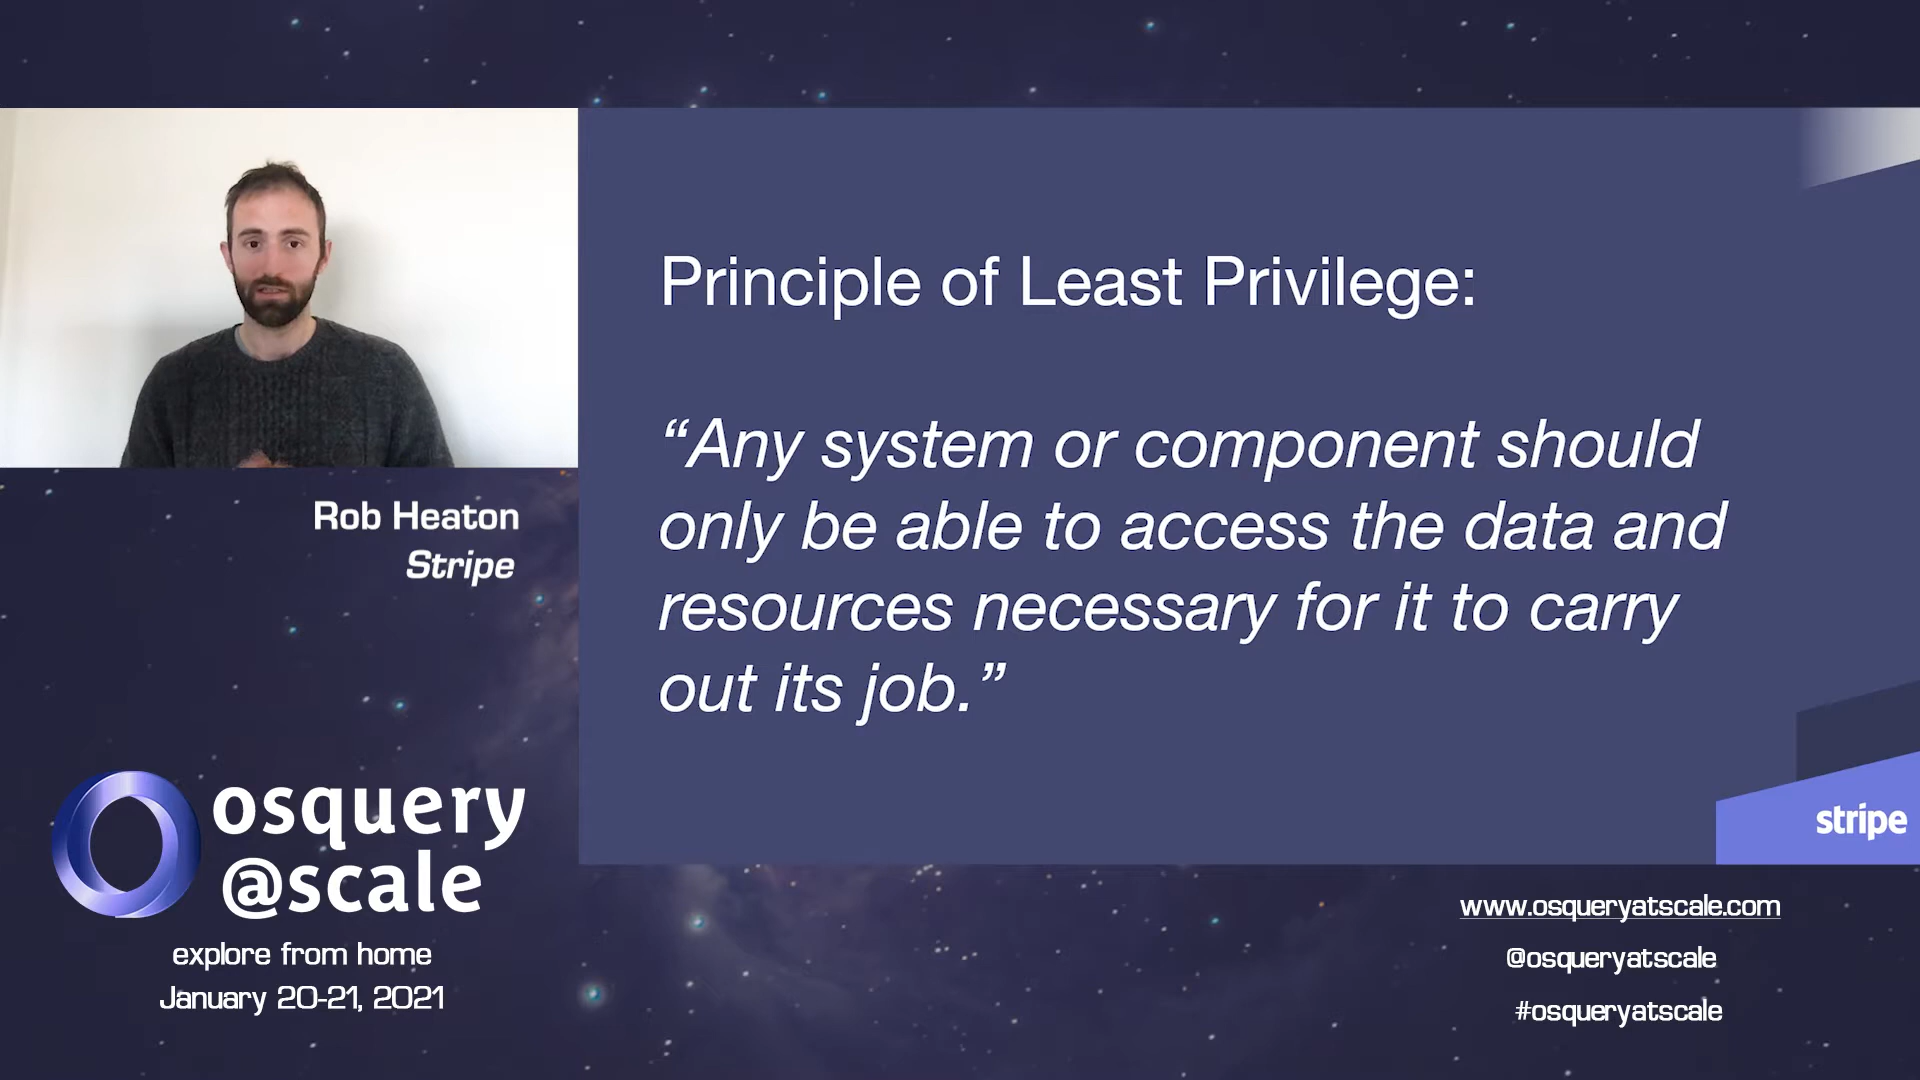 Principle of Least Privilege:
“Any system or component should
only be able to access the data and
resources necessary for it to carry
out its job.”
stripe
Rob Heaton
Stripe
osquery
@scale
explore from home
January 20-21, 2021
www.osqueryatscale.com
@osqueryatscale
#osqueryatscale